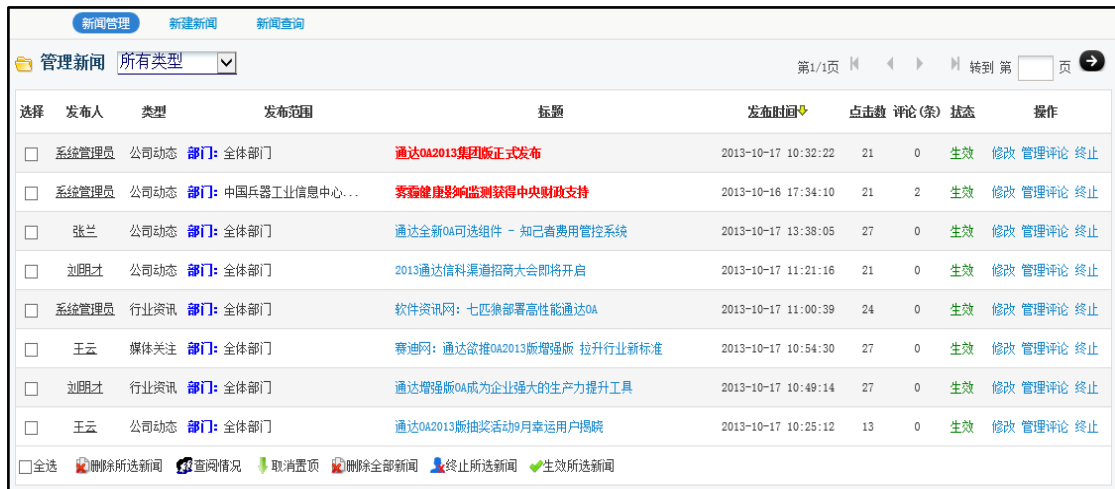 新闻管理 新建新闻 新闻查询
管理新闻 所有类型 第1/1页 转到 第 页
选择 发布人 类型 发布范围 标题 发布时间 点击数 评论(条) 状态 操作
系统管理员 公司动态 部门: 全体部门 通达OA2013集团版正式发布 2013-10-17 10:32:22 21 0 生效 修改 管理评论 终止
系统管理员 公司动态 部门: 中国兵器工业信息中心... 雾霾健康影响监测获得中央财政支持 2013-10-16 17:34:10 21 2 生效 修改 管理评论 终止
张兰 公司动态 部门: 全体部门 通达全新OA可选组件 - 知己者费用管控系统 2013-10-17 13:38:05 27 0 生效 修改 管理评论 终止
刘明才 公司动态 部门: 全体部门 2013通达信科渠道招商大会即将开启 2013-10-17 11:21:16 21 0 生效 修改 管理评论 终止
系统管理员 行业资讯 部门: 全体部门 软件资讯网: 七匹狼部署高性能通达OA 2013-10-17 11:00:39 24 0 生效 修改 管理评论 终止
王云 媒体关注 部门: 全体部门 赛迪网: 通达欲推OA2013版增强版 拉升行业新标准 2013-10-17 10:54:30 27 0 生效 修改 管理评论 终止
刘明才 行业资讯 部门: 全体部门 通达增强版OA成为企业强大的生产力提升工具 2013-10-17 10:49:14 27 0 生效 修改 管理评论 终止
王云 公司动态 部门: 全体部门 通达OA2013版抽奖活动9月幸运用户揭晓 2013-10-17 10:25:12 13 0 生效 修改 管理评论 终止
全选 删除所选新闻 查阅情况 取消置顶 删除全部新闻 终止所选新闻 生效所选新闻